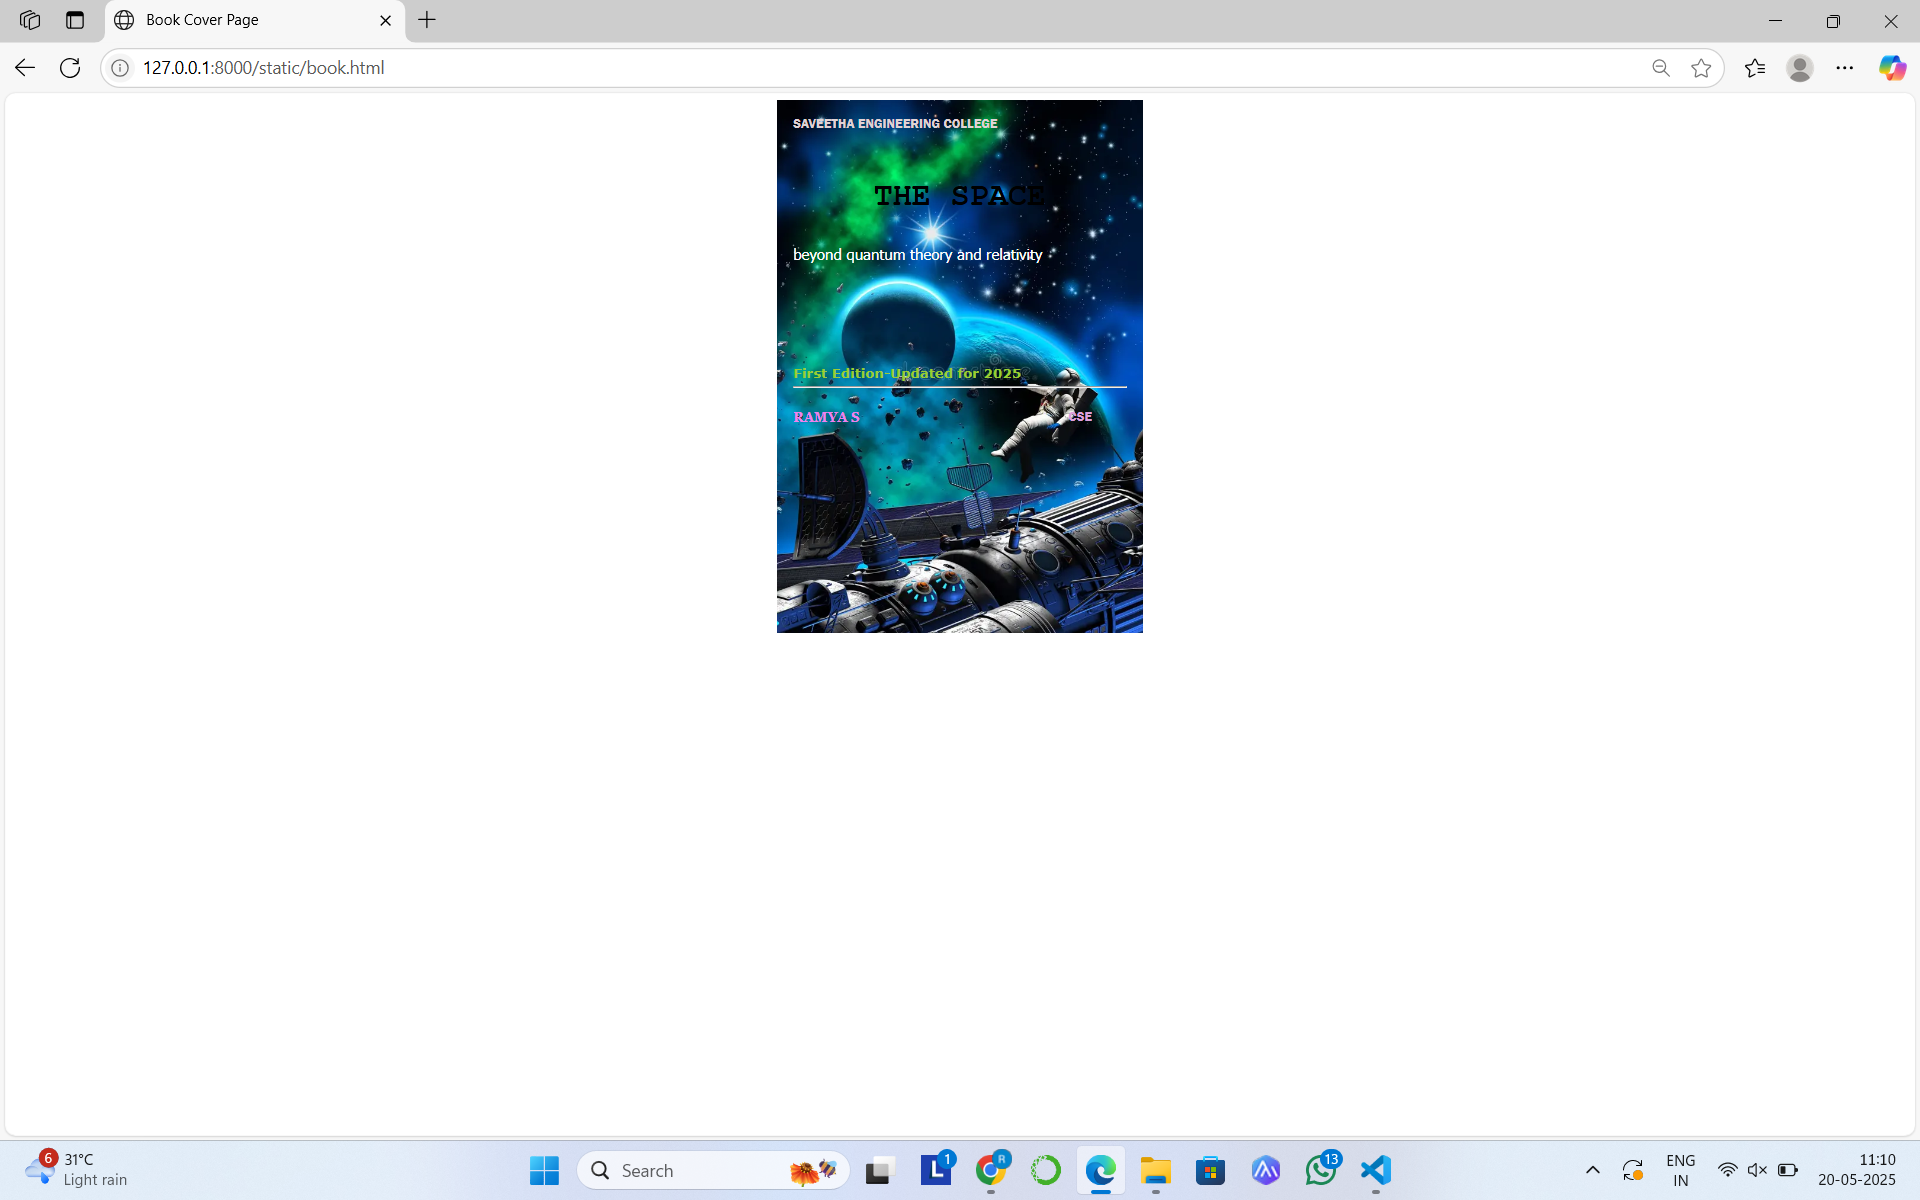 Book Cover Page
127.0.0.1:8000/static/book.html
SAVEETHA ENGINEERING COLLEGE
THE SPACE
beyond quantum theory and relativity
First Edition-Updated for 2025
RAMYA S
CSE
6
31°C
Light rain
Search
L
1
R
13
ENG
IN
11:10
20-05-2025